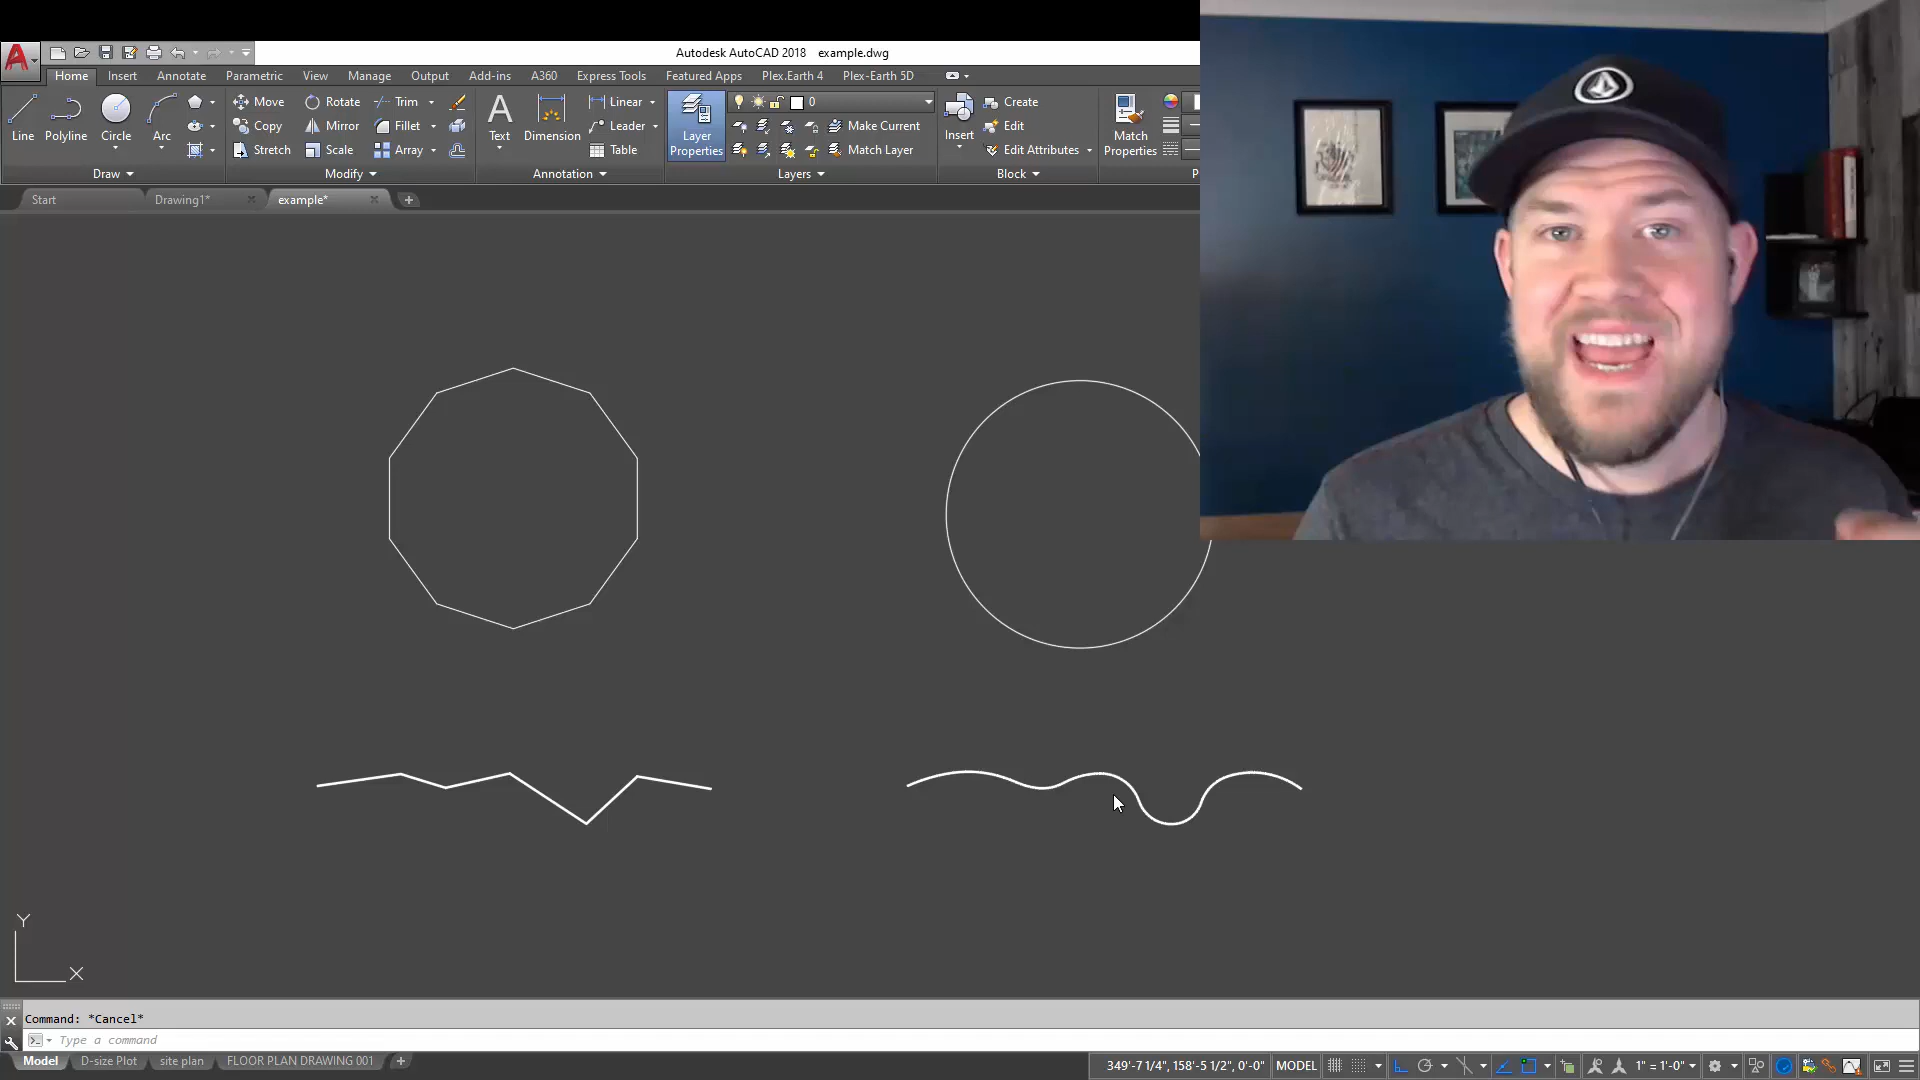 Autodesk AutoCAD 2018 example.dwg
Home Insert Annotate Parametric View Manage Output Add-ins A360 Express Tools Featured Apps Plex.Earth 4 Plex-Earth 5D
Line Polyline Circle Arc
Move Rotate Trim
Copy Mirror Fillet
Stretch Scale Array
Text Dimension
Linear
Leader
Table
Layer Properties
0
Make Current
Match Layer
Insert
Create
Edit
Edit Attributes
Match Properties
Draw Modify Annotation Layers Block P
Start Drawing1* example*
Y
X
Command: *Cancel*
Type a command
Model D-size Plot site plan FLOOR PLAN DRAWING 001
349'-7 1/4", 158'-5 1/2", 0'-0" MODEL 1" = 1'-0"